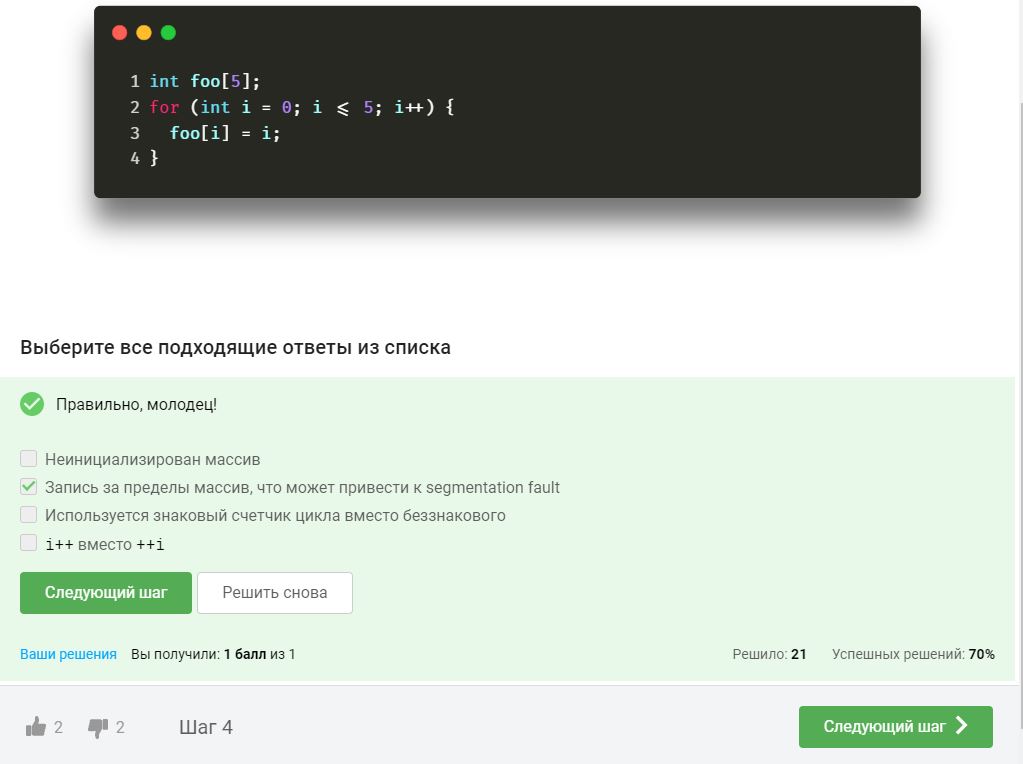 1 int foo[5];
2 for (int i = 0; i ⩽ 5; i++) {
3   foo[i] = i;
4 }
Выберите все подходящие ответы из списка
Правильно, молодец!
Неинициализирован массив
Запись за пределы массив, что может привести к segmentation fault
Используется знаковый счетчик цикла вместо беззнакового
i++ вместо ++i
Следующий шаг Решить снова
Ваши решения Вы получили: 1 балл из 1 Решило: 21 Успешных решений: 70%
2 2 Шаг 4 Следующий шаг